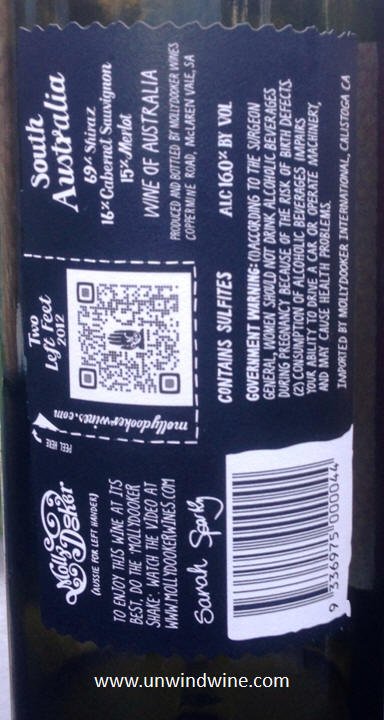 Molly
Dooker
(AUSSIE FOR LEFT HANDER)
TO ENJOY THIS WINE AT ITS
BEST DO THE 'MOLLYDOOKER
SHAKE'. WATCH THE VIDEO AT
WWW.MOLLYDOOKERWINES.COM
Sarah Sparky
9 336975 000044
PEEL HERE
Two
Left Feet
2012
mollydookerwines.com
South
Australia
69% Shiraz
16% Cabernet Sauvignon
15% Merlot
WINE OF AUSTRALIA
PRODUCED AND BOTTLED BY MOLLYDOOKER WINES
COPPERMINE ROAD, McLAREN VALE, SA
CONTAINS SULFITES
ALC 16.0% BY VOL
GOVERNMENT WARNING: (1) ACCORDING TO THE SURGEON
GENERAL, WOMEN SHOULD NOT DRINK ALCOHOLIC BEVERAGES
DURING PREGNANCY BECAUSE OF THE RISK OF BIRTH DEFECTS.
(2) CONSUMPTION OF ALCOHOLIC BEVERAGES IMPAIRS
YOUR ABILITY TO DRIVE A CAR OR OPERATE MACHINERY,
AND MAY CAUSE HEALTH PROBLEMS.
IMPORTED BY MOLLYDOOKER INTERNATIONAL, CALISTOGA CA
www.unwindwine.com